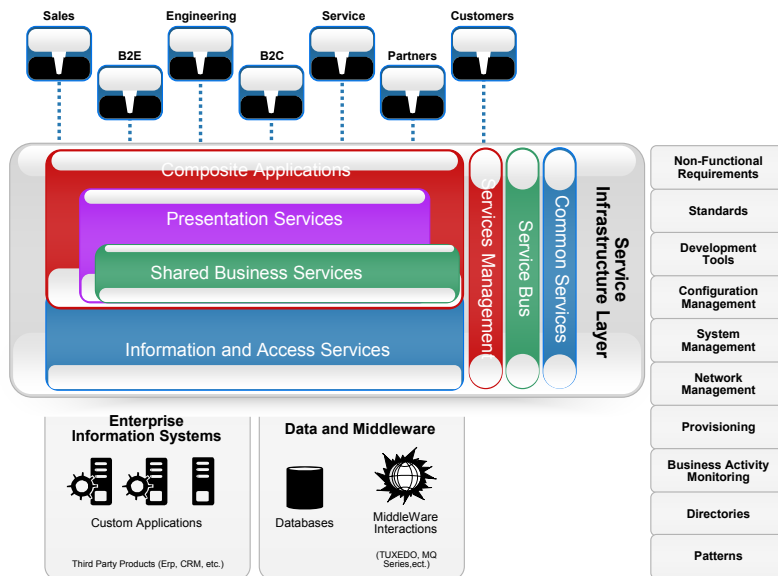 Sales
Engineering
Service
Customers
B2E
B2C
Partners
Composite Applications
Presentation Services
Shared Business Services
Information and Access Services
Services Management
Service Bus
Common Services
Service
Infrastructure Layer
Non-Functional
Requirements
Standards
Development
Tools
Configuration
Management
System
Management
Network
Management
Provisioning
Business Activity
Monitoring
Directories
Patterns
Enterprise
Information Systems
Custom Applications
Third Party Products (Erp, CRM, etc.)
Data and Middleware
Databases
MiddleWare
Interactions
(TUXEDO, MQ
Series,ect.)